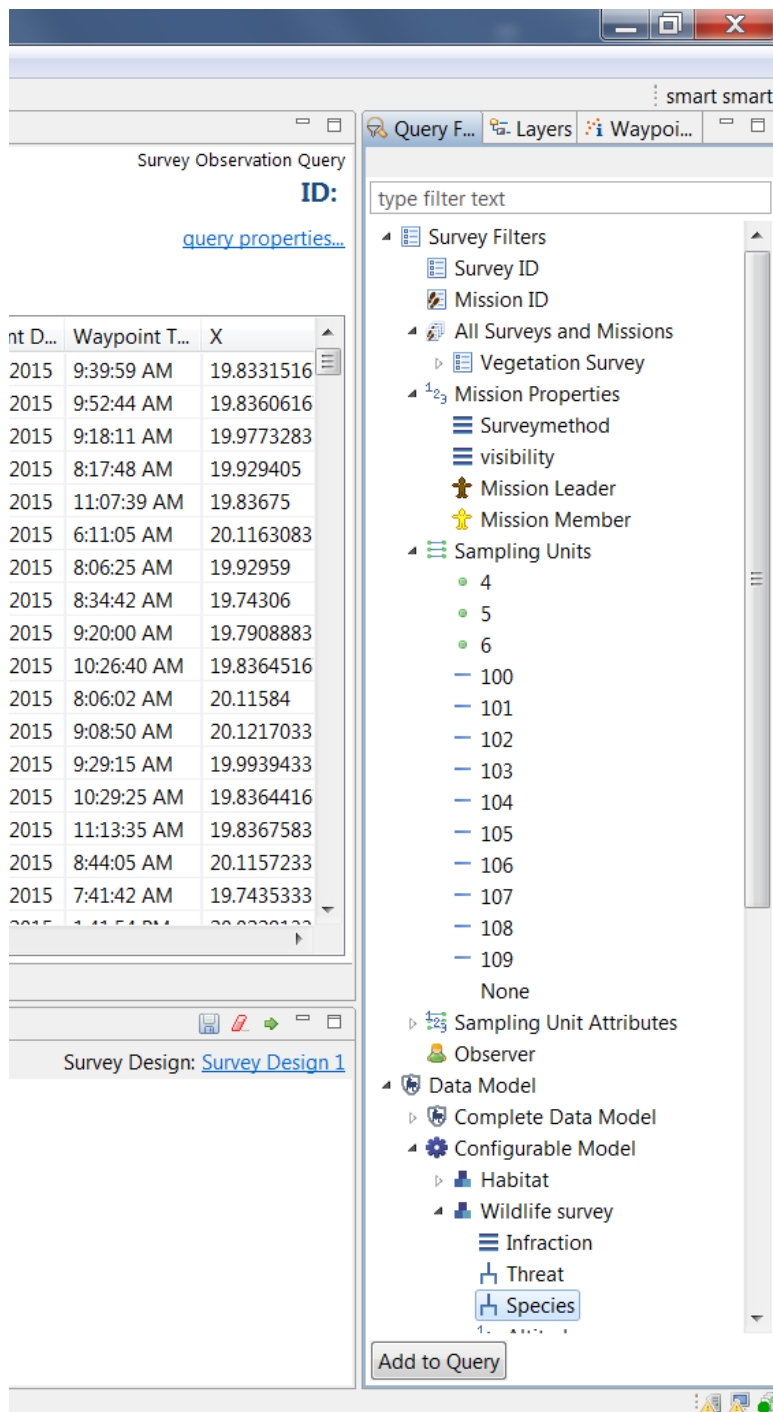 smart smart
Query F... Layers Waypoi...
Survey Observation Query
ID:
query properties...
nt D... Waypoint T... X
2015 9:39:59 AM 19.8331516
2015 9:52:44 AM 19.8360616
2015 9:18:11 AM 19.9773283
2015 8:17:48 AM 19.929405
2015 11:07:39 AM 19.83675
2015 6:11:05 AM 20.1163083
2015 8:06:25 AM 19.92959
2015 8:34:42 AM 19.74306
2015 9:20:00 AM 19.7908883
2015 10:26:40 AM 19.8364516
2015 8:06:02 AM 20.11584
2015 9:08:50 AM 20.1217033
2015 9:29:15 AM 19.9939433
2015 10:29:25 AM 19.8364416
2015 11:13:35 AM 19.8367583
2015 8:44:05 AM 20.1157233
2015 7:41:42 AM 19.7435333
Survey Design: Survey Design 1
type filter text
Survey Filters
Survey ID
Mission ID
All Surveys and Missions
Vegetation Survey
Mission Properties
Surveymethod
visibility
Mission Leader
Mission Member
Sampling Units
4
5
6
100
101
102
103
104
105
106
107
108
109
None
Sampling Unit Attributes
Observer
Data Model
Complete Data Model
Configurable Model
Habitat
Wildlife survey
Infraction
Threat
Species
Add to Query